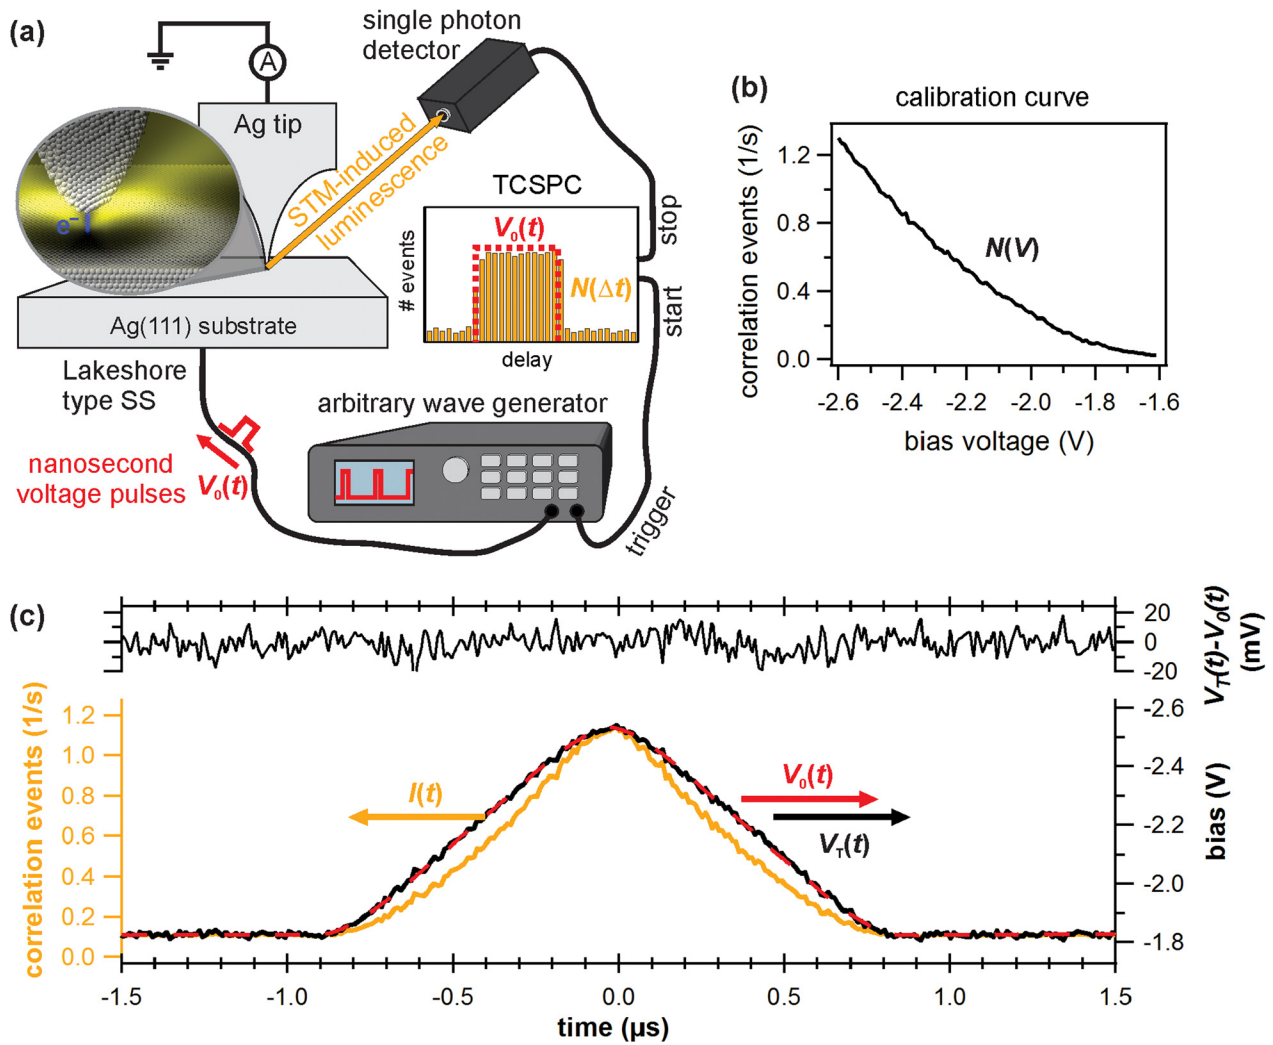 (a)
A
Ag tip
e⁻
Ag(111) substrate
Lakeshore
type SS
nanosecond
voltage pulses
V₀(t)
single photon
detector
STM-induced
luminescence
TCSPC
V₀(t)
N(Δt)
# events
delay
stop
start
arbitrary wave generator
trigger
(b)
calibration curve
correlation events (1/s)
1.2
0.8
0.4
0.0
N(V)
-2.6 -2.4 -2.2 -2.0 -1.8 -1.6
bias voltage (V)
(c)
20
0
-20
V_T(t)-V₀(t)
(mV)
correlation events (1/s)
1.2
1.0
0.8
0.6
0.4
0.2
0.0
I(t)
V₀(t)
V_T(t)
-2.6
-2.4
-2.2
-2.0
-1.8
bias (V)
-1.5 -1.0 -0.5 0.0 0.5 1.0 1.5
time (µs)